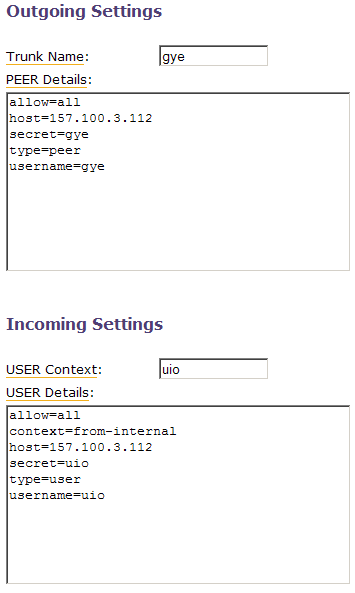 Outgoing Settings
Trunk Name: gye
PEER Details:
allow=all
host=157.100.3.112
secret=gye
type=peer
username=gye
Incoming Settings
USER Context: uio
USER Details:
allow=all
context=from-internal
host=157.100.3.112
secret=uio
type=user
username=uio